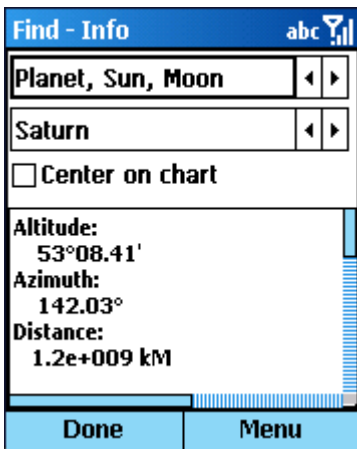 Find - Info abc
Planet, Sun, Moon
Saturn
Center on chart
Altitude:
53°08.41'
Azimuth:
142.03°
Distance:
1.2e+009 kM
Done Menu